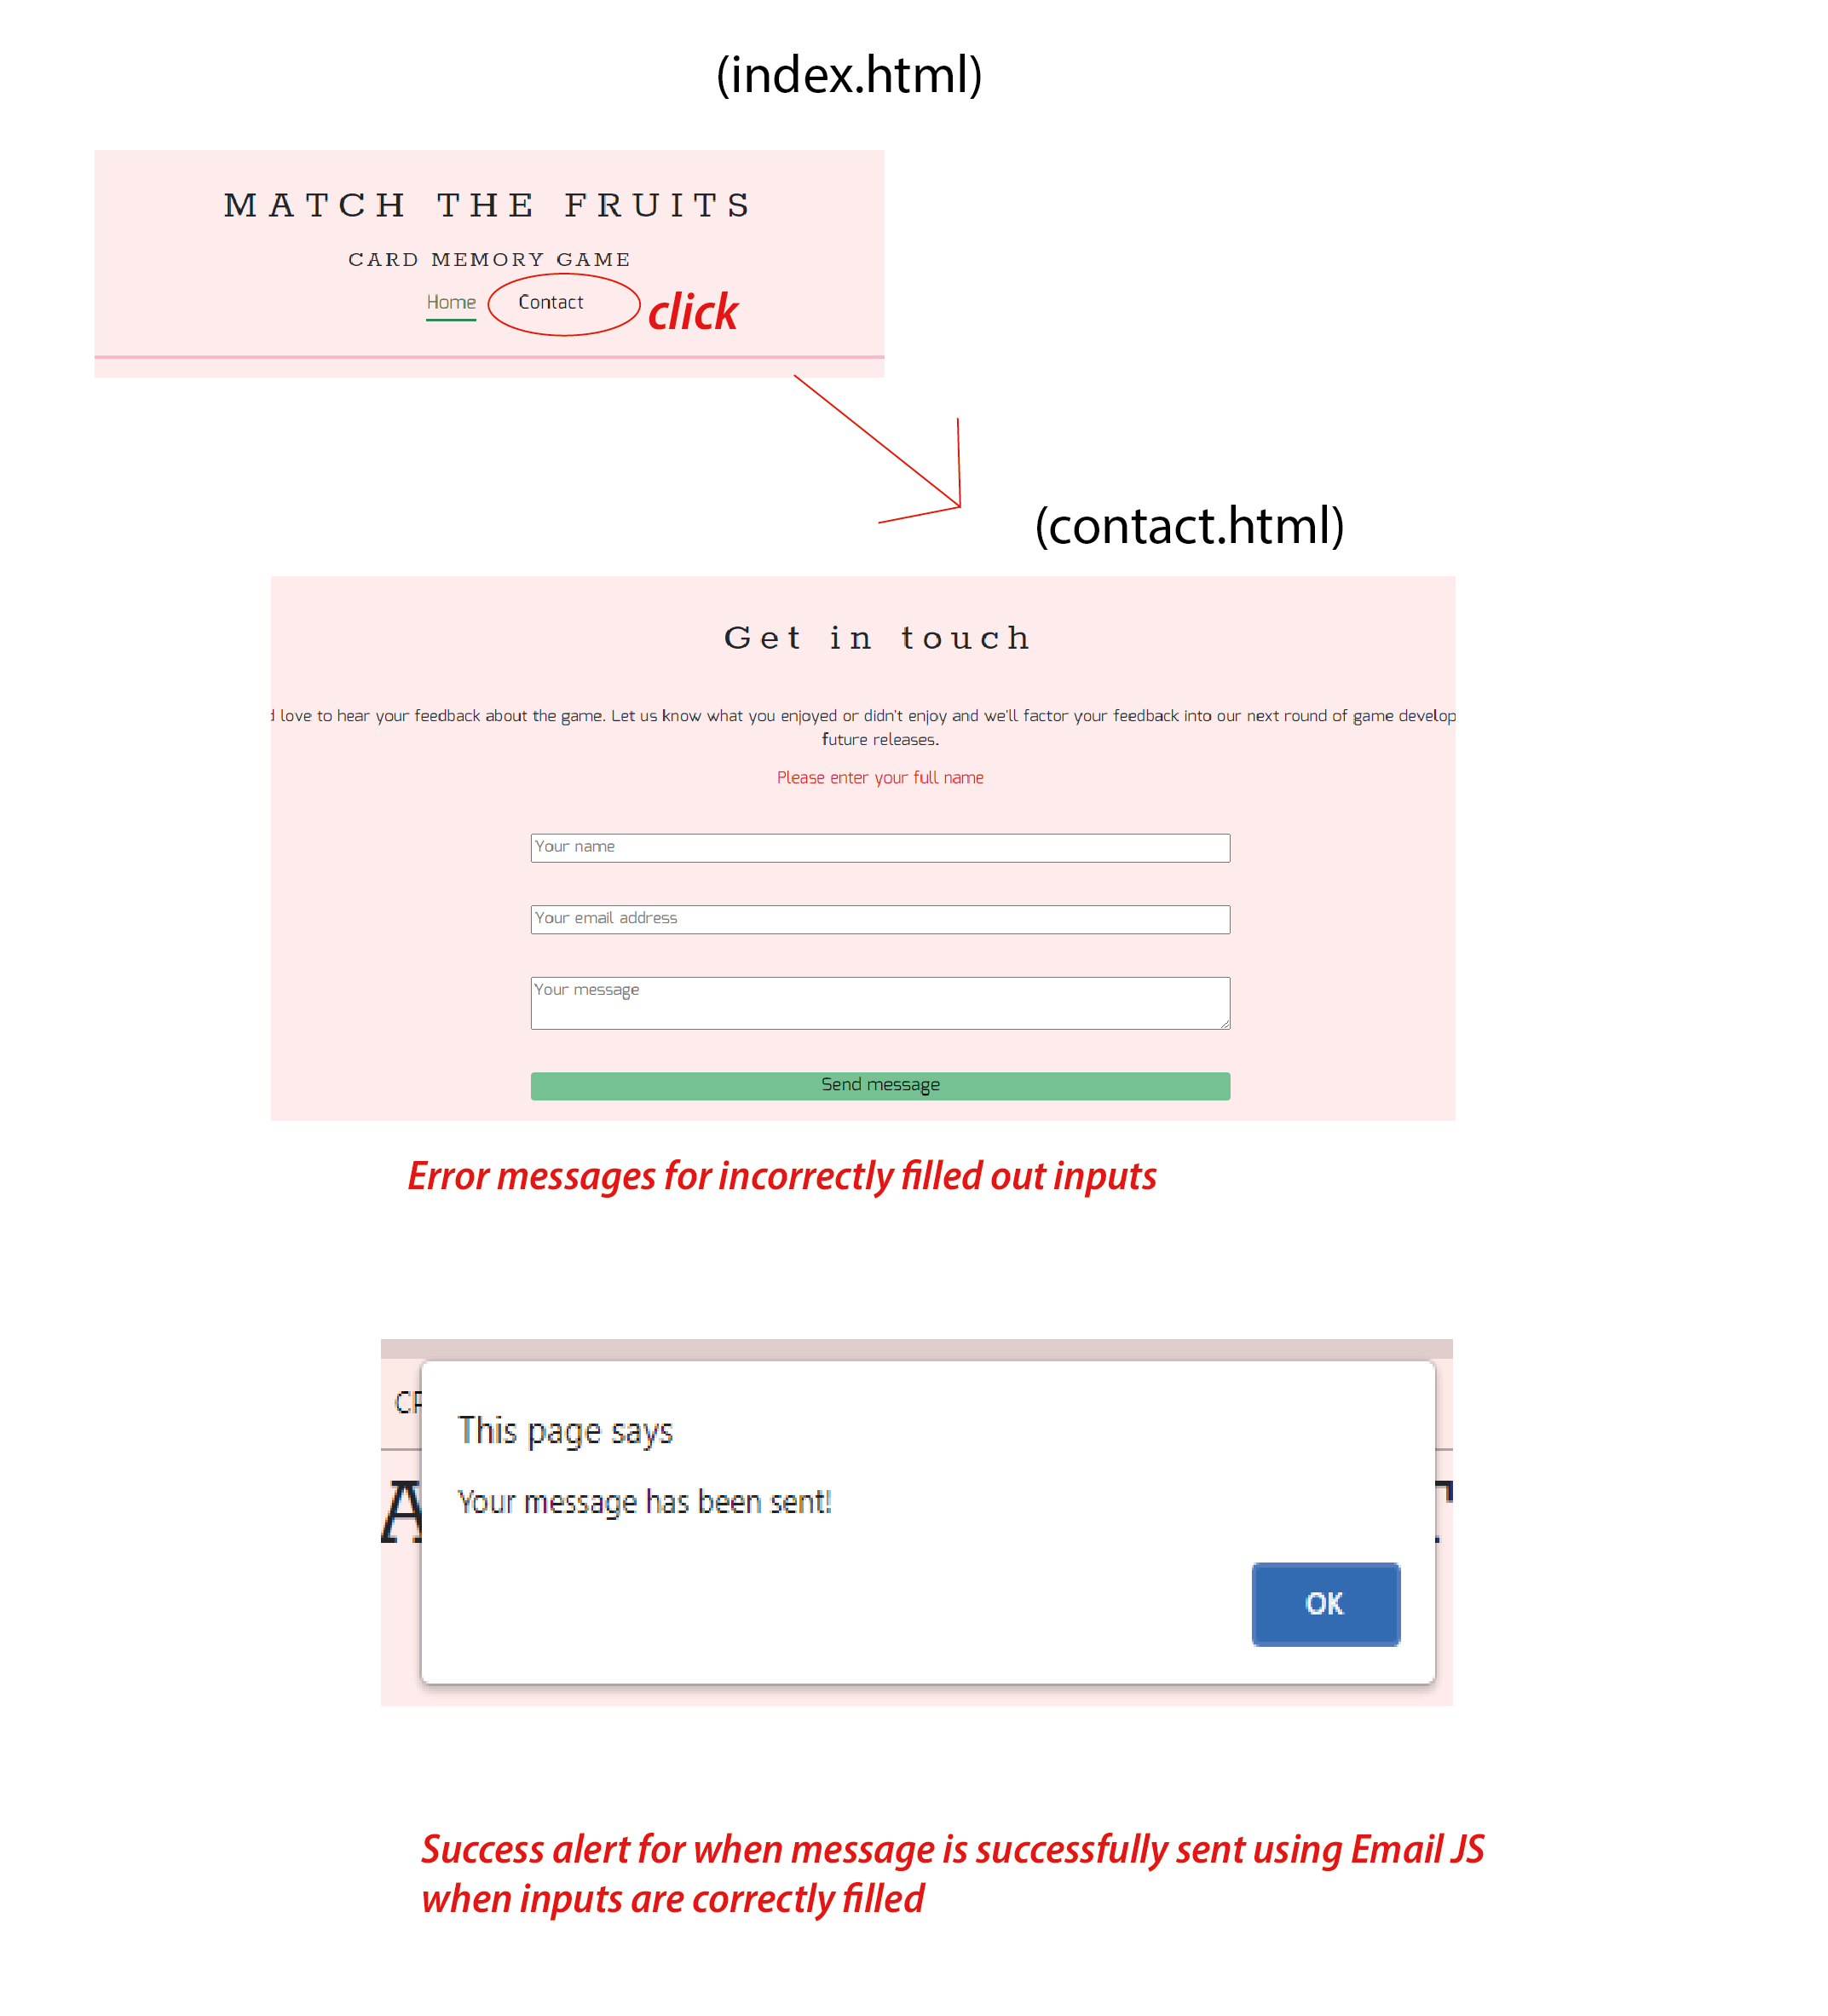 (index.html)
MATCH THE FRUITS
CARD MEMORY GAME
Home Contact click
(contact.html)
Get in touch
love to hear your feedback about the game. Let us know what you enjoyed or didn't enjoy and we'll factor your feedback into our next round of game develop
future releases.
Please enter your full name
Your name
Your email address
Your message
Send message
Error messages for incorrectly filled out inputs
This page says
Your message has been sent!
OK
Success alert for when message is successfully sent using Email JS
when inputs are correctly filled